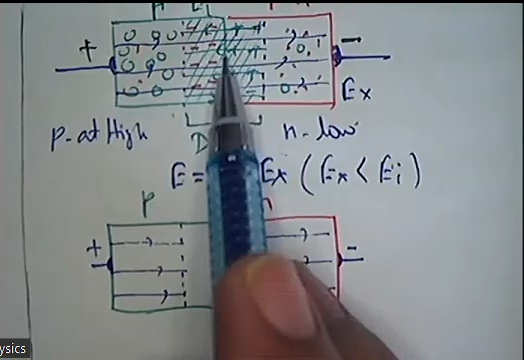 + -
Ex
p-at High D n-low
E= Ex (Ex < Ei)
p n
+ -
ysics